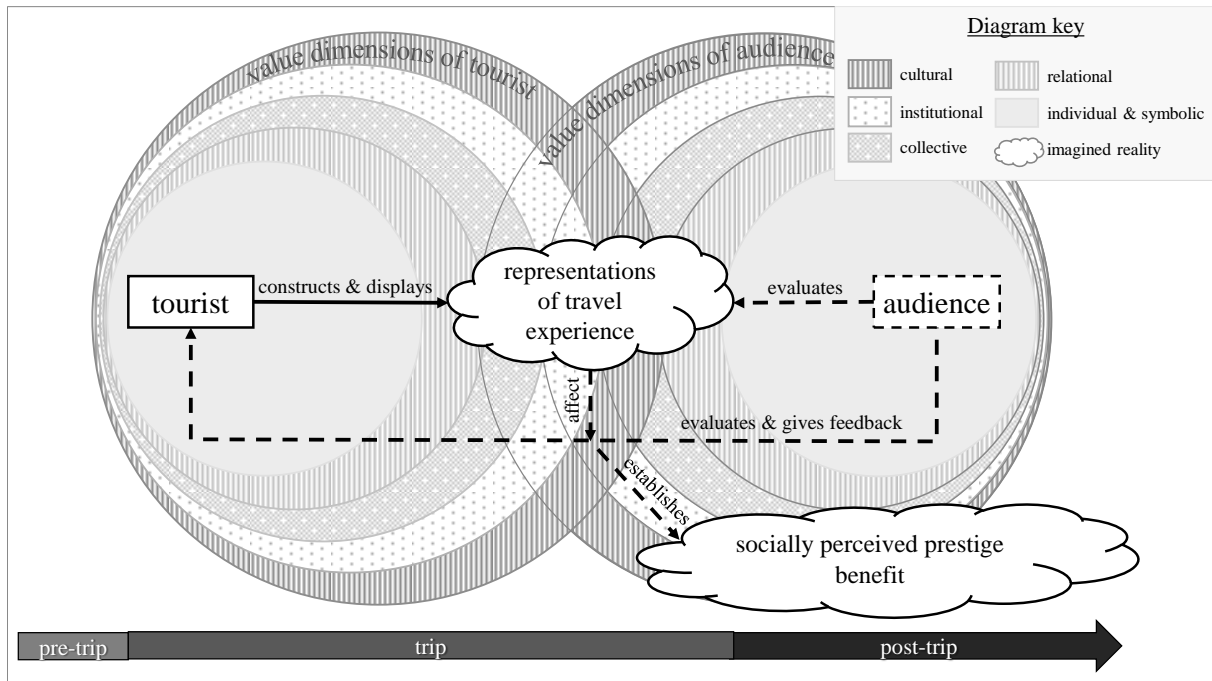 Diagram key
cultural
relational
institutional
individual & symbolic
collective
imagined reality
value dimensions of tourist
value dimensions of audience
tourist
constructs & displays
representations
of travel
experience
evaluates
audience
affect
evaluates & gives feedback
establishes
socially perceived prestige
benefit
pre-trip
trip
post-trip